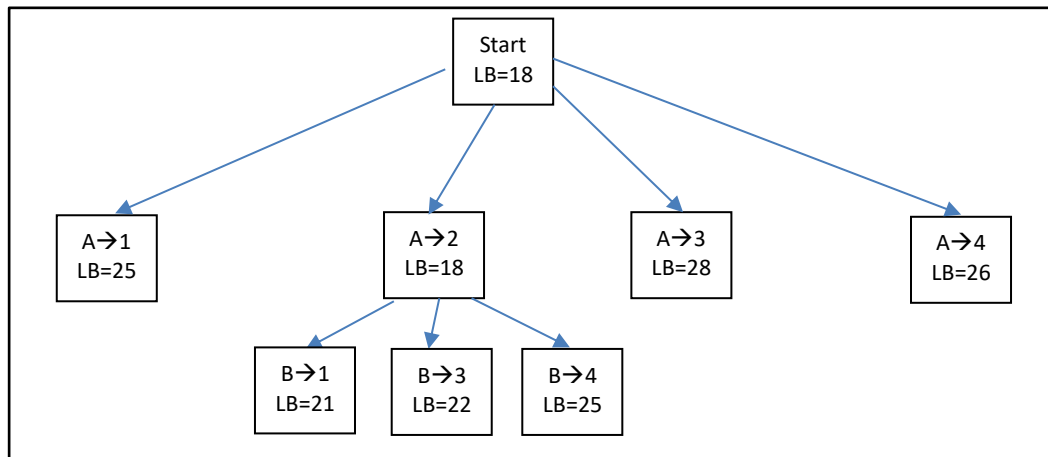 Start
LB=18
A→1
LB=25
A→2
LB=18
A→3
LB=28
A→4
LB=26
B→1
LB=21
B→3
LB=22
B→4
LB=25